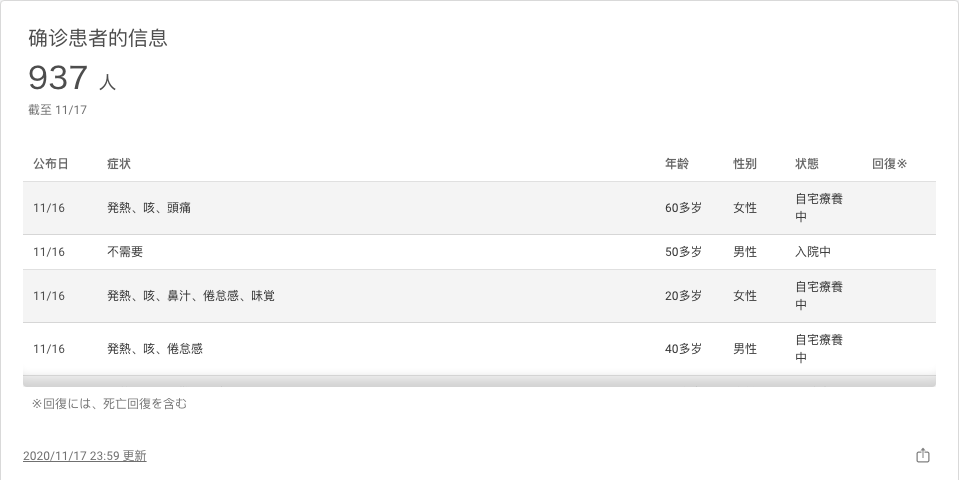 确诊患者的信息
937 人
截至 11/17
公布日 症状 年龄 性别 状態 回復※
11/16 発熱、咳、頭痛 60多岁 女性 自宅療養
中
11/16 不需要 50多岁 男性 入院中
11/16 発熱、咳、鼻汁、倦怠感、味覚 20多岁 女性 自宅療養
中
11/16 発熱、咳、倦怠感 40多岁 男性 自宅療養
中
※回復には、死亡回復を含む
2020/11/17 23:59 更新